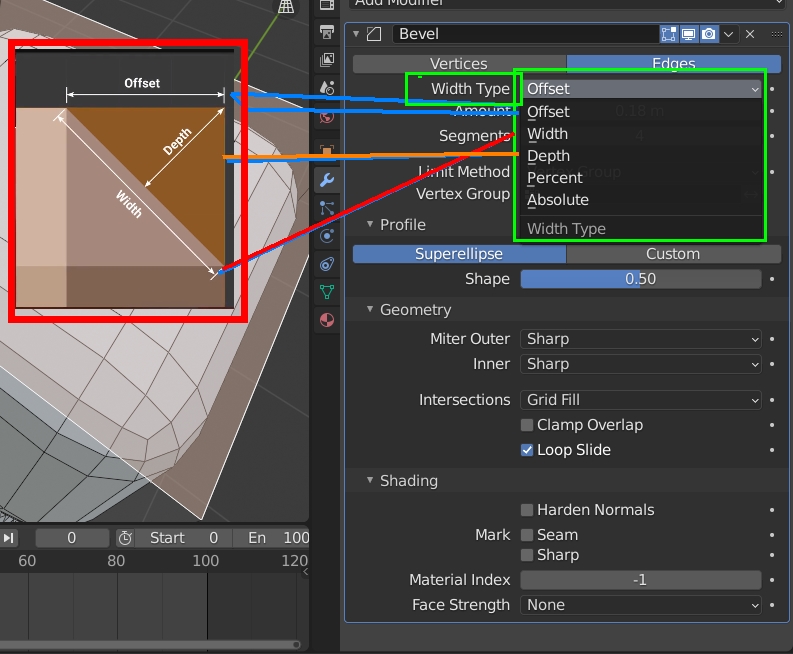 Add Modifier
Bevel
Vertices Edges
Offset
Depth
Width
Width Type Offset
Amount Offset 0.18 m
Segments Width 4
Depth
Limit Method Percent
Vertex Group Absolute
Width Type
Profile
Superellipse Custom
Shape 0.50
Geometry
Miter Outer Sharp
Inner Sharp
Intersections Grid Fill
Clamp Overlap
Loop Slide
Shading
Harden Normals
Mark Seam
Sharp
Material Index -1
Face Strength None
0 Start 0 En 100
60 80 100 120